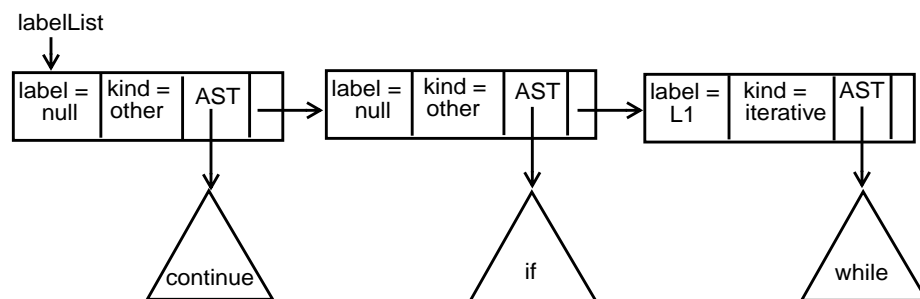 labelList
label = null
kind = other
AST
label = null
kind = other
AST
label = L1
kind = iterative
AST
continue
if
while